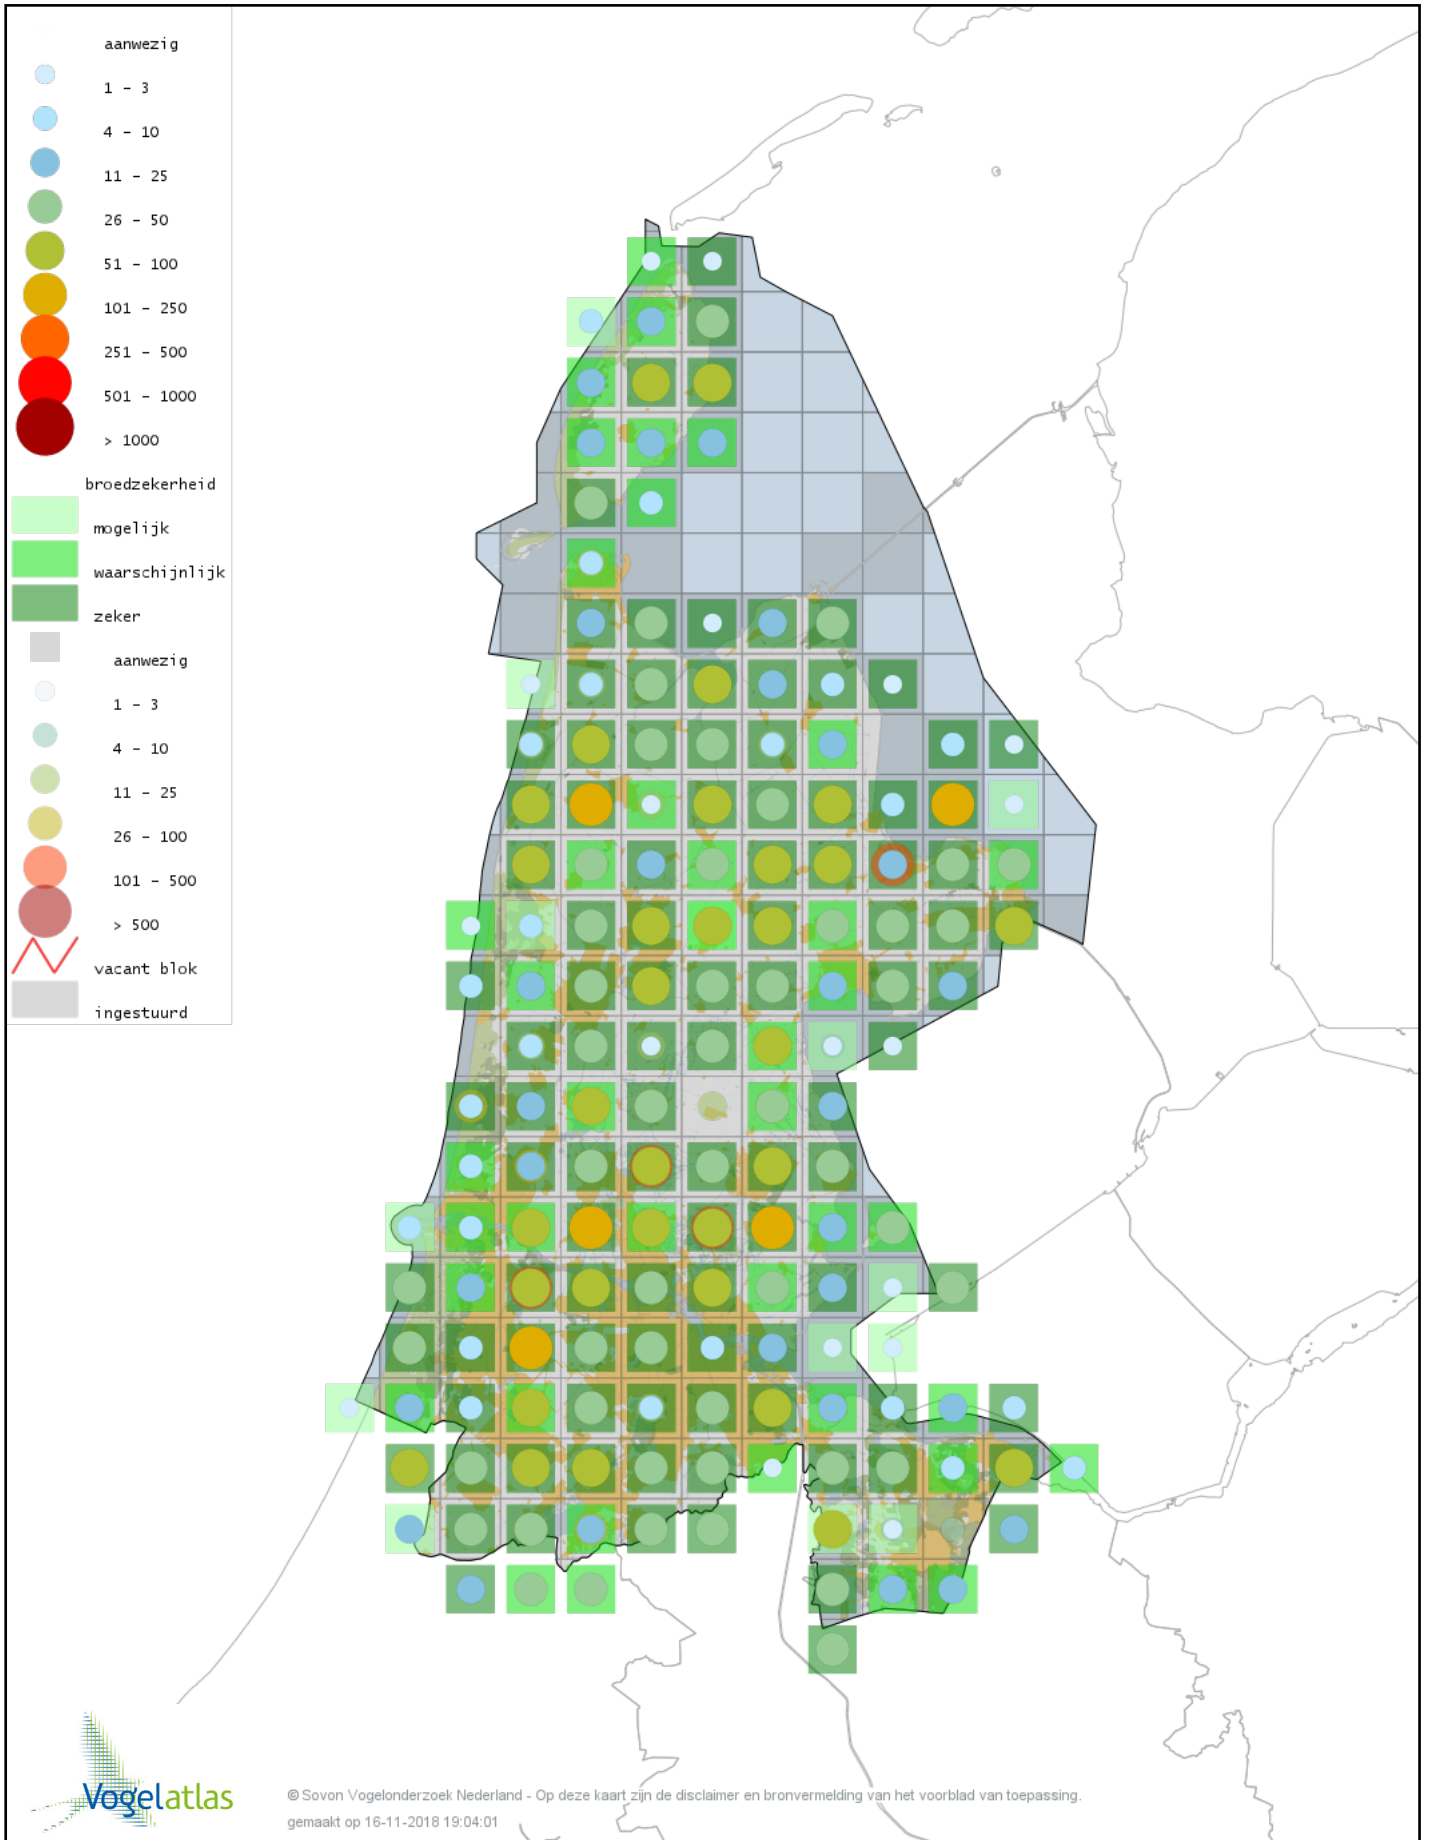 aanwezig
1 - 3
4 - 10
11 - 25
26 - 50
51 - 100
101 - 250
251 - 500
501 - 1000
> 1000
broedzekerheid
mogelijk
waarschijnlijk
zeker
aanwezig
1 - 3
4 - 10
11 - 25
26 - 100
101 - 500
> 500
vacant blok
ingestuurd
Vogelatlas
© Sovon Vogelonderzoek Nederland - Op deze kaart zijn de disclaimer en bronvermelding van het voorblad van toepassing.
gemaakt op 16-11-2018 19:04:01